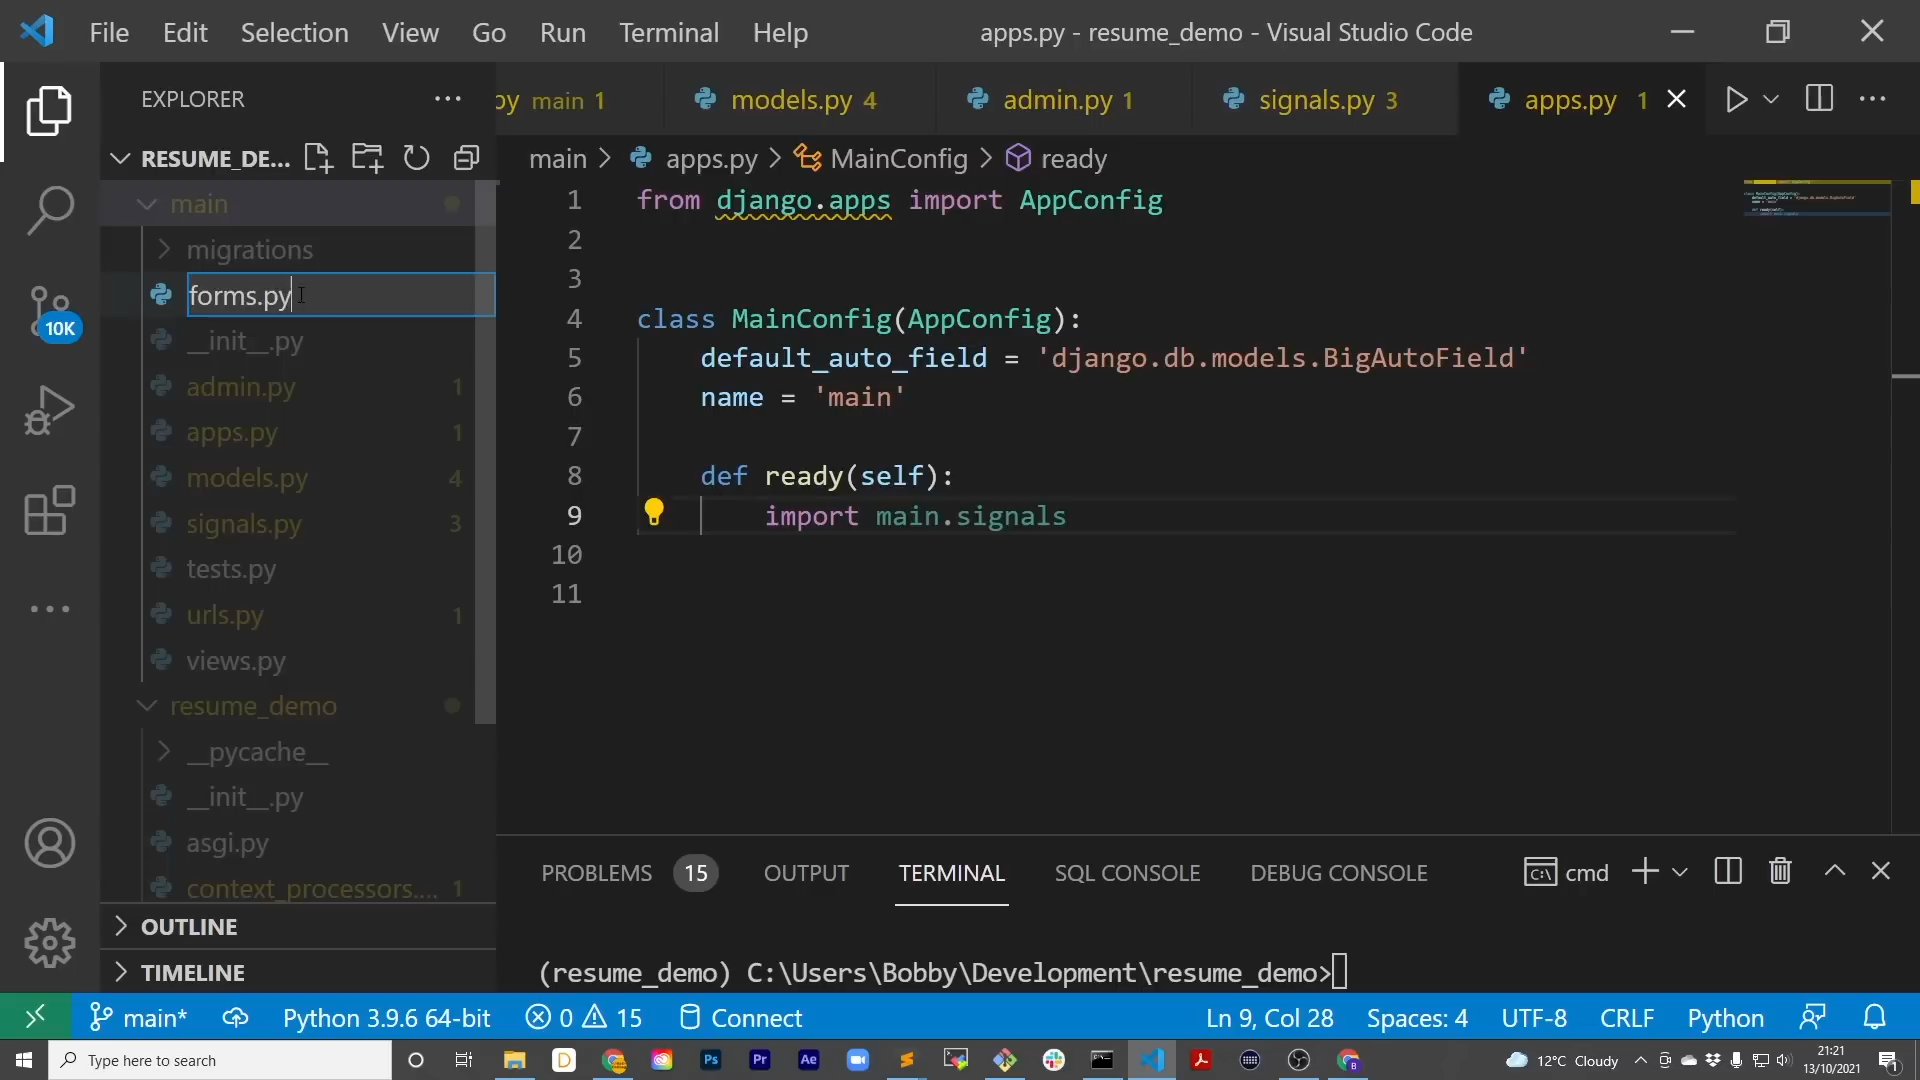 File Edit Selection View Go Run Terminal Help
apps.py - resume_demo - Visual Studio Code
EXPLORER
py main 1
models.py 4
admin.py 1
signals.py 3
apps.py 1
RESUME_DE...
main > apps.py > MainConfig > ready
main
migrations
forms.py
__init__.py
admin.py 1
apps.py 1
models.py 4
signals.py 3
tests.py
urls.py 1
views.py
resume_demo
__pycache__
__init__.py
asgi.py
context_processors.... 1
OUTLINE
TIMELINE
10K
1 from django.apps import AppConfig
2
3
4 class MainConfig(AppConfig):
5 default_auto_field = 'django.db.models.BigAutoField'
6 name = 'main'
7
8 def ready(self):
9 import main.signals
10
11
PROBLEMS 15 OUTPUT TERMINAL SQL CONSOLE DEBUG CONSOLE
cmd
(resume_demo) C:\Users\Bobby\Development\resume_demo>
main* Python 3.9.6 64-bit 0 15 Connect
Ln 9, Col 28 Spaces: 4 UTF-8 CRLF Python
Type here to search
D
Ps
Pr
Ae
12°C Cloudy
21:21
13/10/2021
1